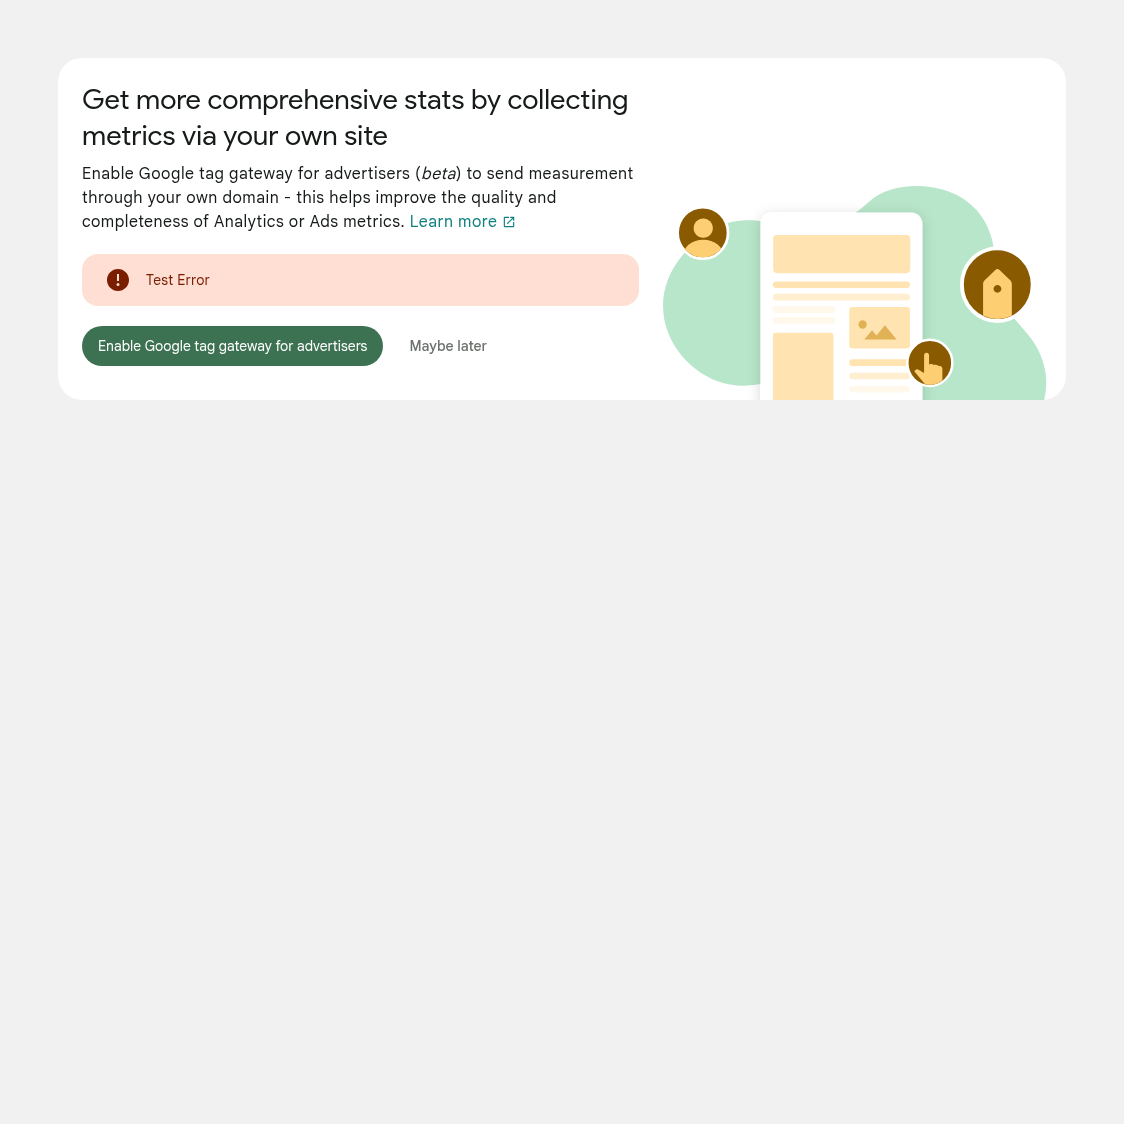 Get more comprehensive stats by collecting
metrics via your own site
Enable Google tag gateway for advertisers (beta) to send measurement
through your own domain - this helps improve the quality and
completeness of Analytics or Ads metrics. Learn more
Test Error
Enable Google tag gateway for advertisers
Maybe later